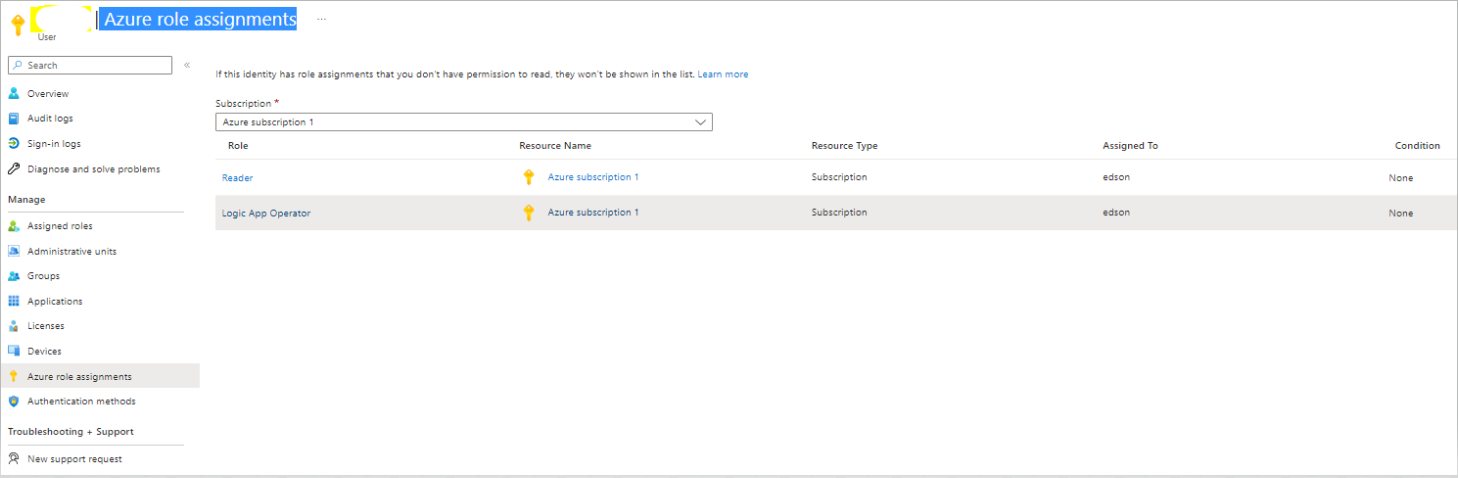 | Azure role assignments ...
User
Search «
Overview
Audit logs
Sign-in logs
Diagnose and solve problems
Manage
Assigned roles
Administrative units
Groups
Applications
Licenses
Devices
Azure role assignments
Authentication methods
Troubleshooting + Support
New support request
If this identity has role assignments that you don't have permission to read, they won't be shown in the list. Learn more
Subscription *
Azure subscription 1
Role Resource Name Resource Type Assigned To Condition
Reader Azure subscription 1 Subscription edson None
Logic App Operator Azure subscription 1 Subscription edson None